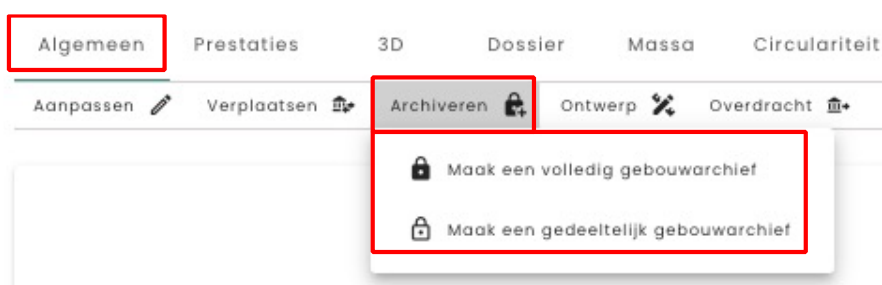 Algemeen Prestaties 3D Dossier Massa Circulariteit
Aanpassen Verplaatsen Archiveren Ontwerp Overdracht
Maak een volledig gebouwarchief
Maak een gedeeltelijk gebouwarchief